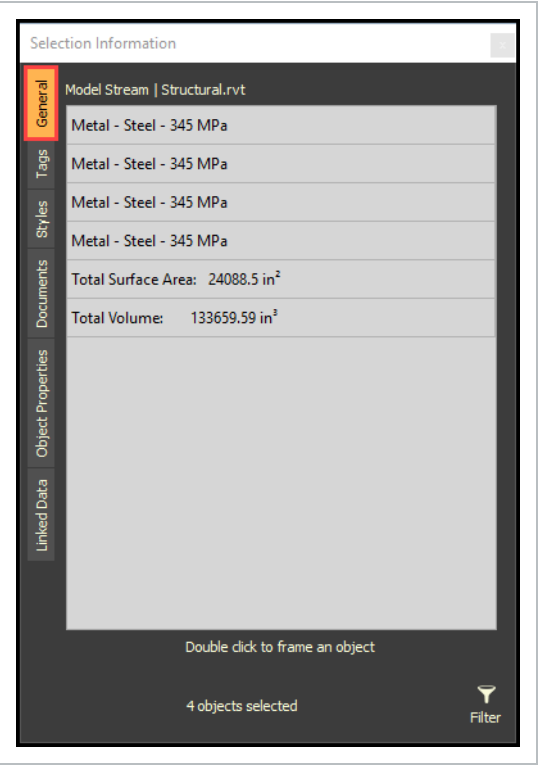 Selection Information
x
General
Tags
Styles
Documents
Object Properties
Linked Data
Model Stream | Structural.rvt
Metal - Steel - 345 MPa
Metal - Steel - 345 MPa
Metal - Steel - 345 MPa
Metal - Steel - 345 MPa
Total Surface Area: 24088.5 in²
Total Volume: 133659.59 in³
Double click to frame an object
4 objects selected
Filter